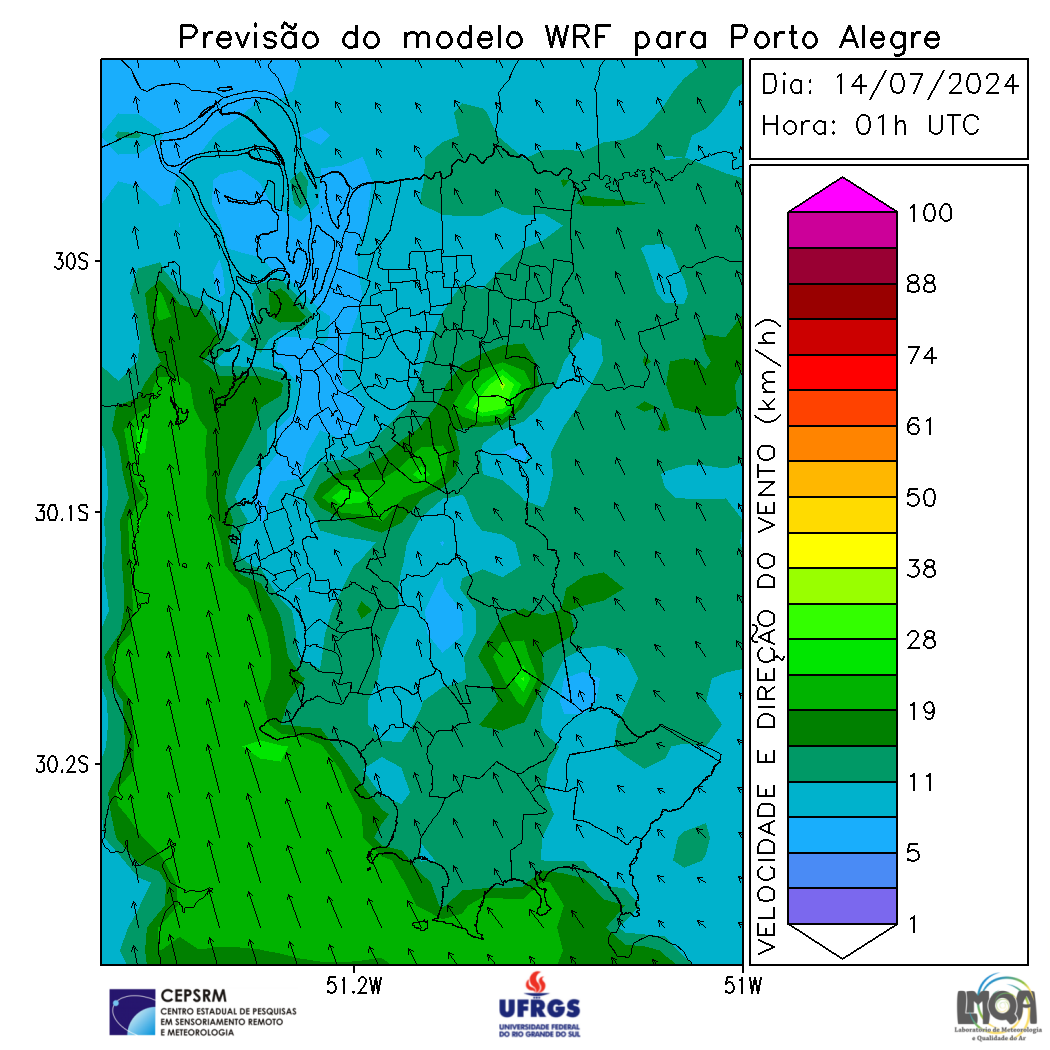 Previsão do modelo WRF para Porto Alegre
Dia: 14/07/2024
Hora: 01h UTC
30S
30.1S
30.2S
51.2W
51W
VELOCIDADE E DIREÇÃO DO VENTO (km/h)
100
88
74
61
50
38
28
19
11
5
1
CEPSRM
CENTRO ESTADUAL DE PESQUISAS
EM SENSORIAMENTO REMOTO
E METEOROLOGIA
UFRGS
UNIVERSIDADE FEDERAL
DO RIO GRANDE DO SUL
LMQA
Laboratório de Meteorologia
e Qualidade do Ar